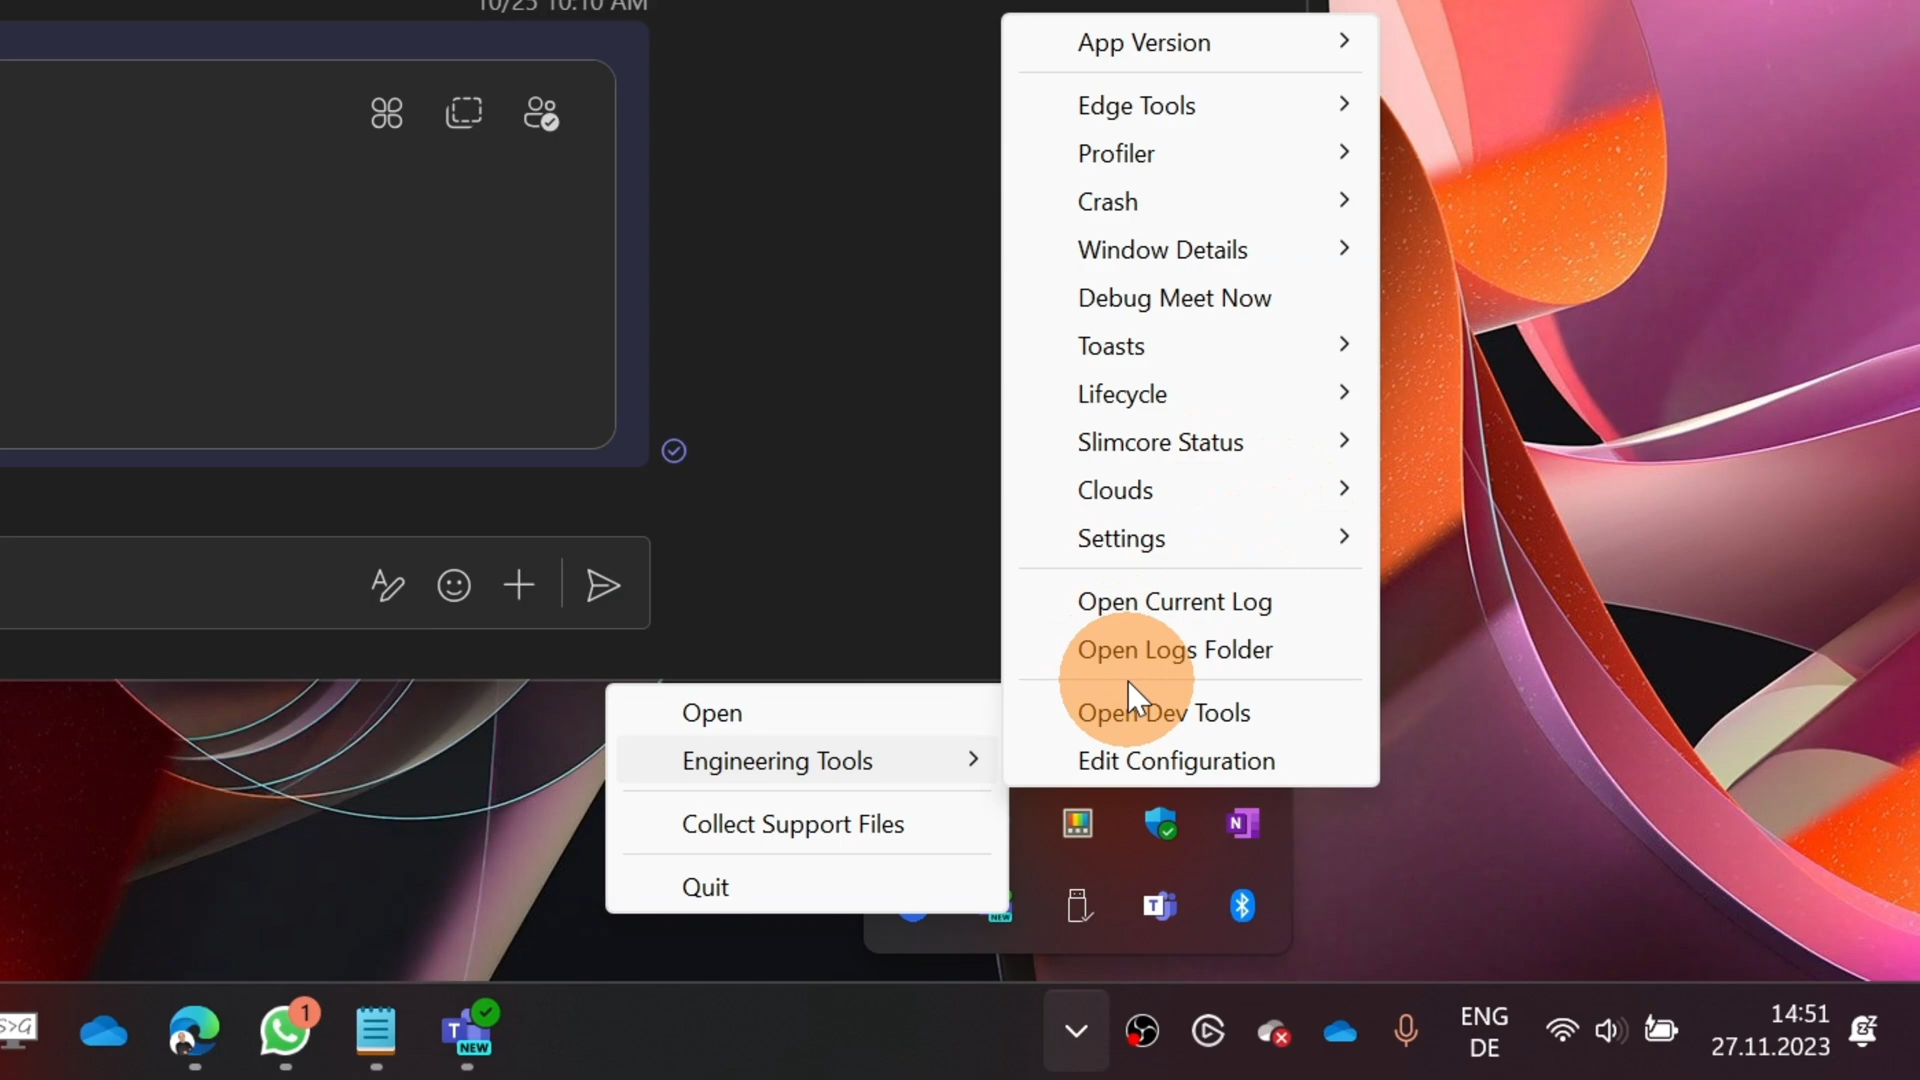 10/25 10:10 AM
App Version
Edge Tools
Profiler
Crash
Window Details
Debug Meet Now
Toasts
Lifecycle
Slimcore Status
Clouds
Settings
Open Current Log
Open Logs Folder
Open Dev Tools
Edit Configuration
Open
Engineering Tools
Collect Support Files
Quit
N
NEW
T
S>G
1
T
NEW
ENG
DE
14:51
27.11.2023